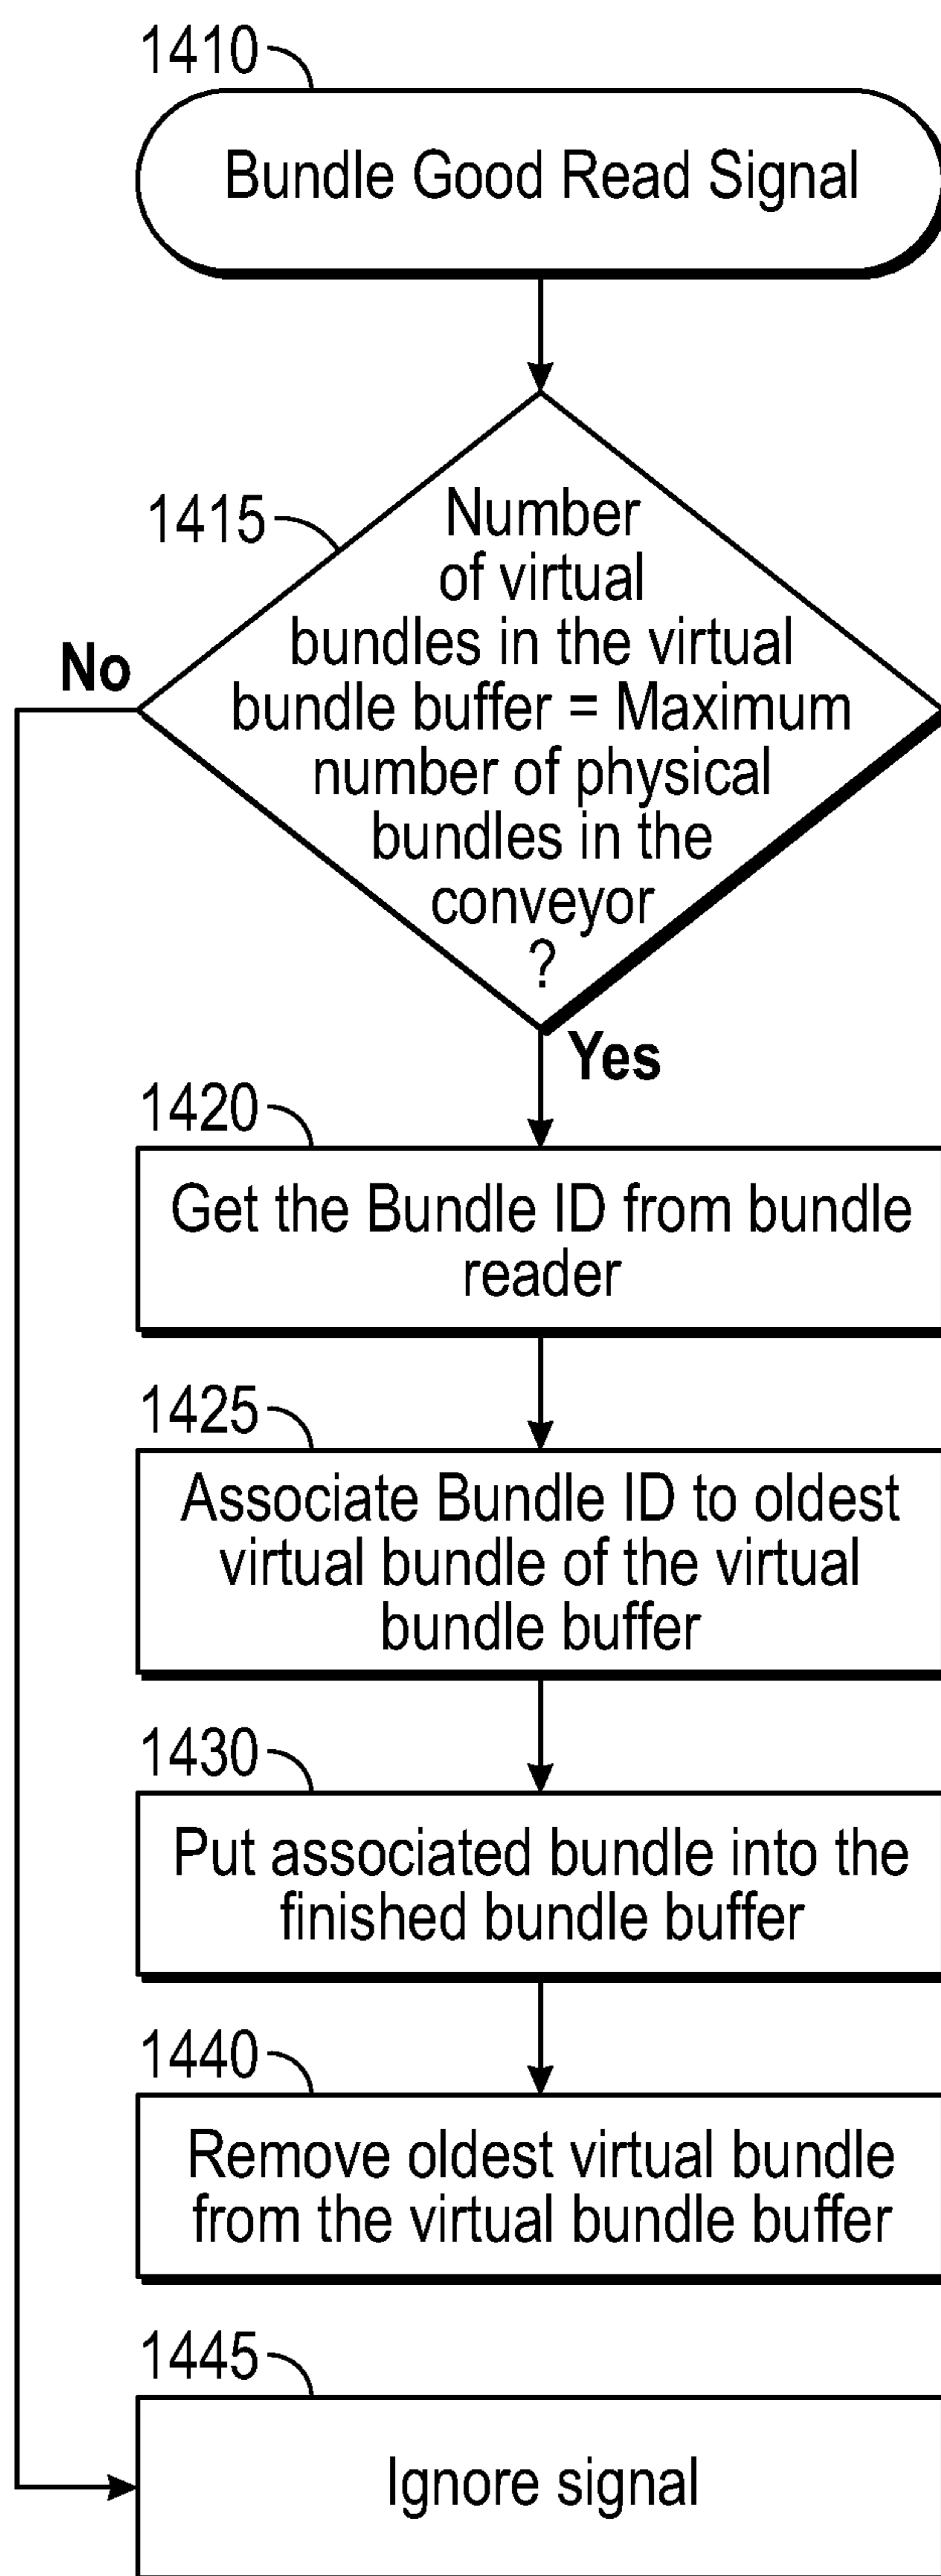 1410
Bundle Good Read Signal
1415
Number
of virtual
bundles in the virtual
bundle buffer = Maximum
number of physical
bundles in the
conveyor
?
No
Yes
1420
Get the Bundle ID from bundle
reader
1425
Associate Bundle ID to oldest
virtual bundle of the virtual
bundle buffer
1430
Put associated bundle into the
finished bundle buffer
1440
Remove oldest virtual bundle
from the virtual bundle buffer
1445
Ignore signal